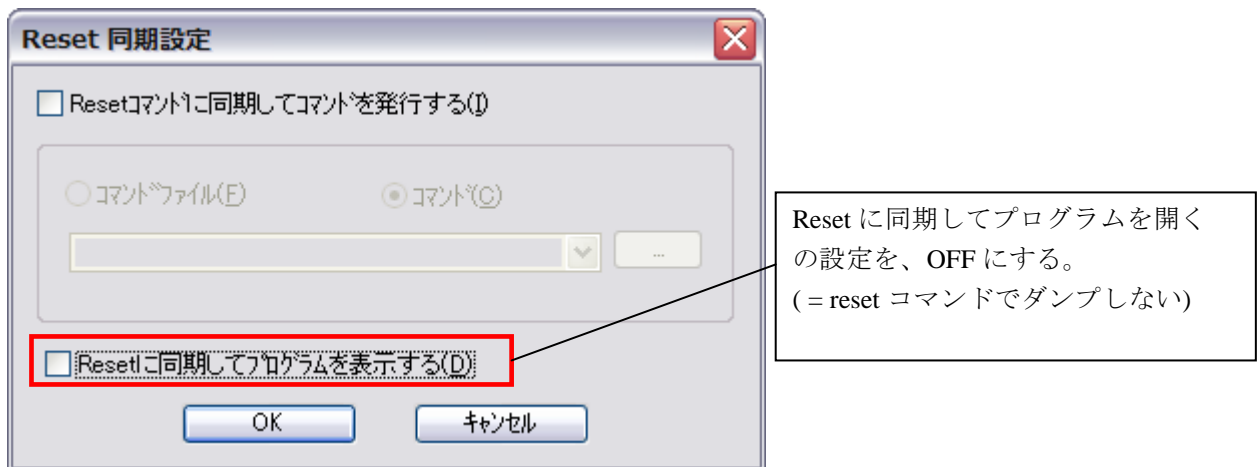 Reset 同期設定
Resetｺﾏﾝﾄﾞに同期してｺﾏﾝﾄﾞを発行する(I)
ｺﾏﾝﾄﾞﾌｧｲﾙ(F)
ｺﾏﾝﾄﾞ(C)
...
Resetに同期してﾌﾟﾛｸﾞﾗﾑを表示する(D)
OK
ｷｬﾝｾﾙ
Reset に同期してプログラムを開く
の設定を、OFF にする。
( = reset コマンドでダンプしない)